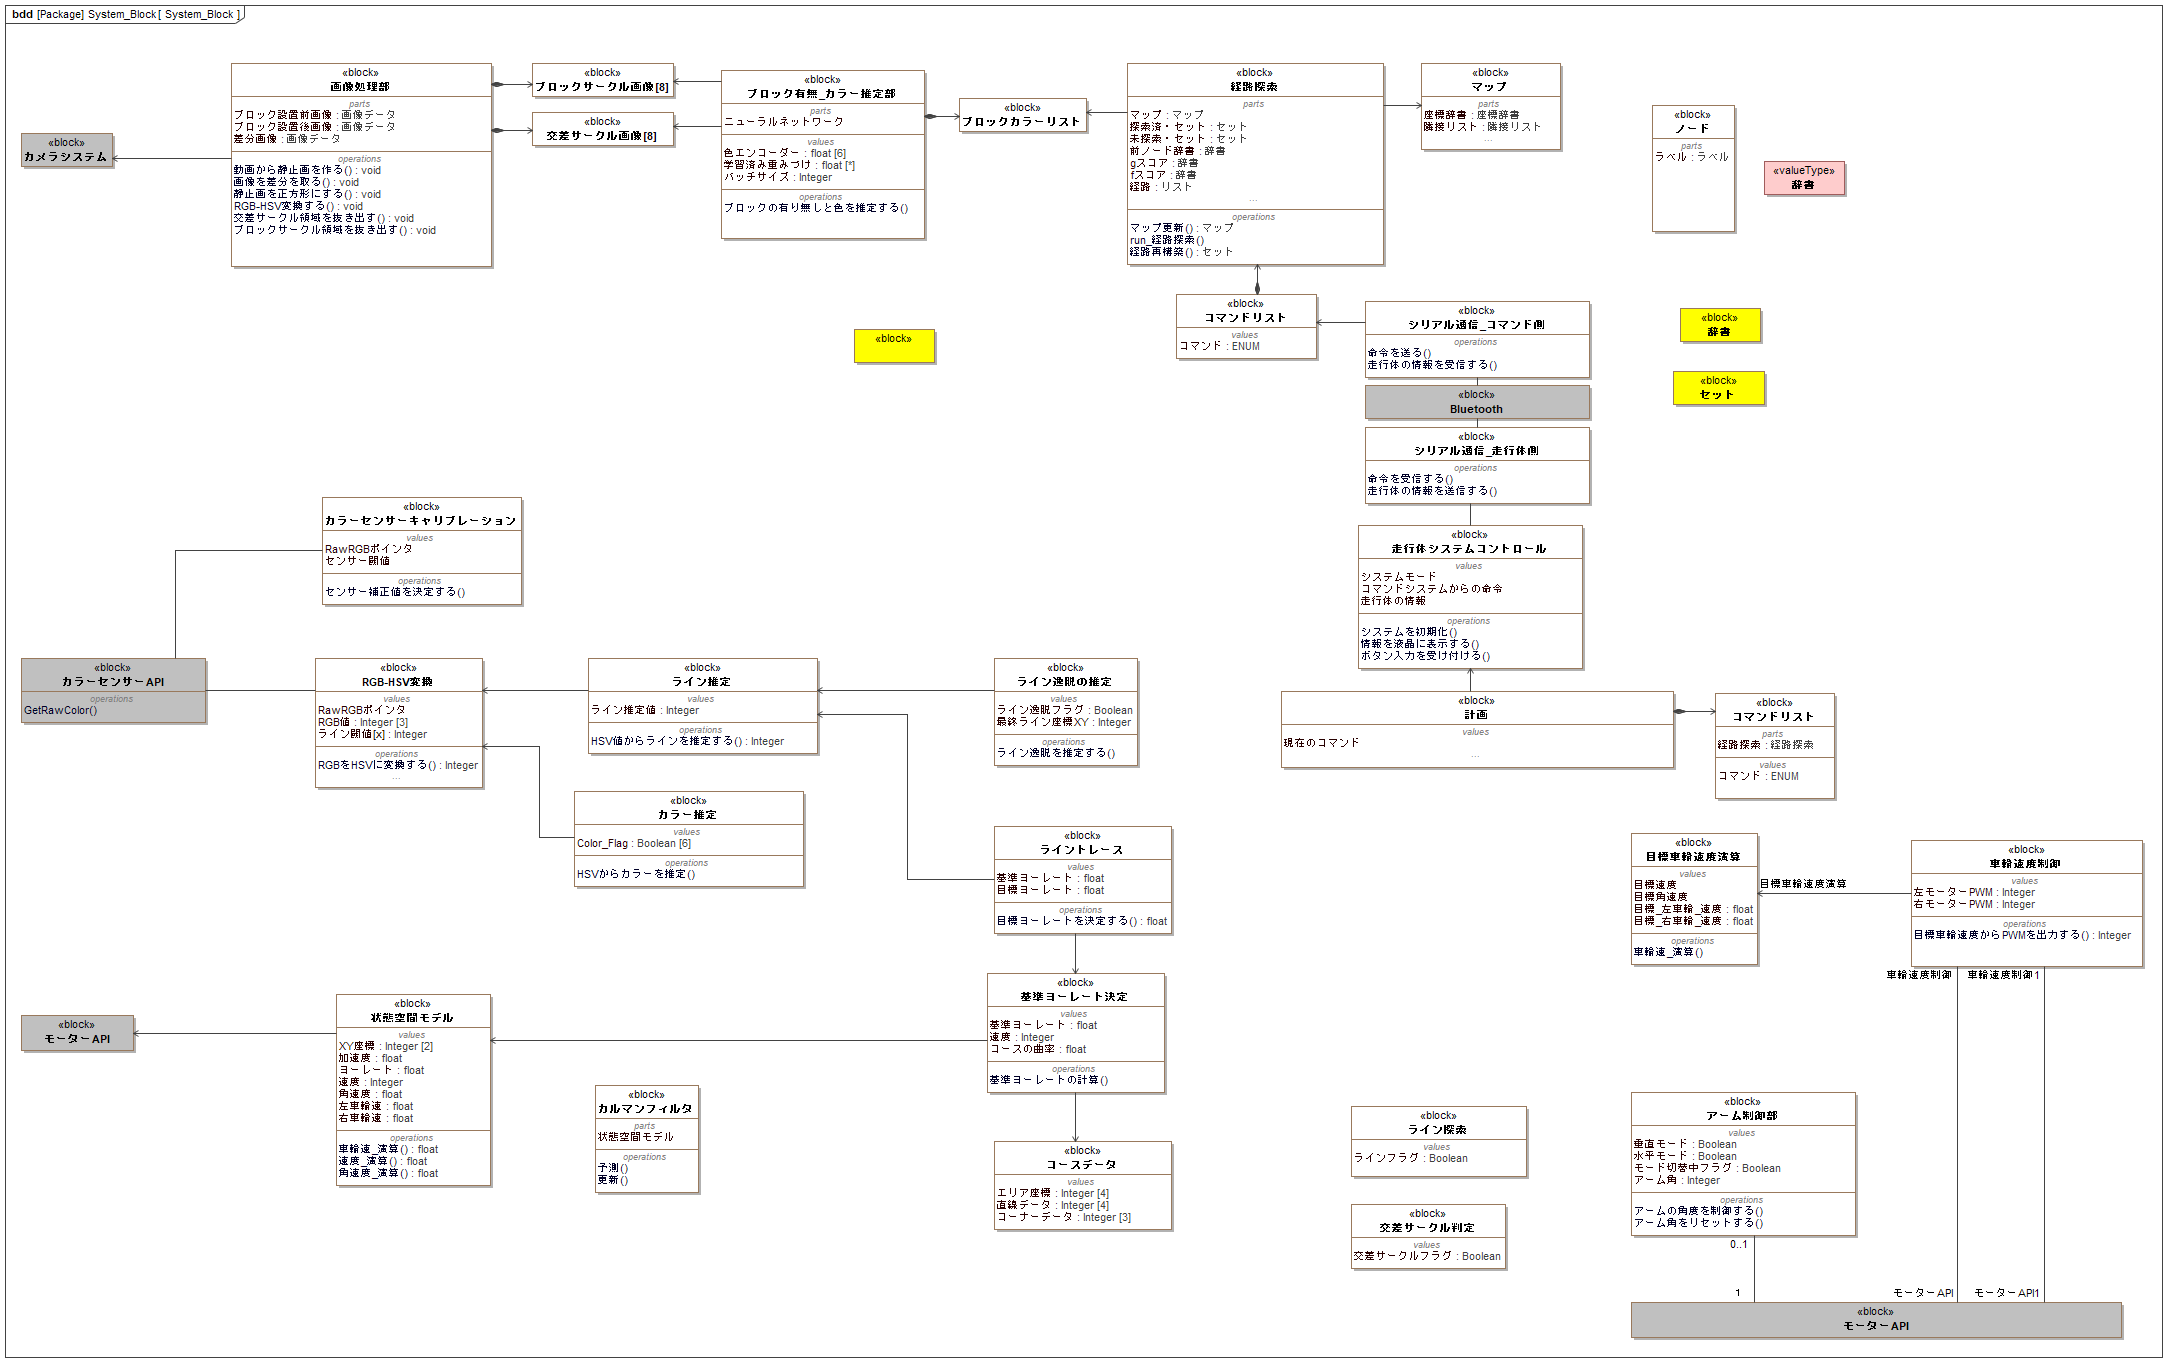 bdd [Package] System_Block [ System_Block ]
«block»
カメラシステム
«block»
画像処理部
parts
ブロック設置前画像 : 画像データ
ブロック設置後画像 : 画像データ
差分画像 : 画像データ
operations
動画から静止画を作る() : void
画像を差分を取る() : void
静止画を正方形にする() : void
RGB-HSV変換する() : void
交差サークル領域を抜き出す() : void
ブロックサークル領域を抜き出す() : void
«block»
ブロックサークル画像[8]
«block»
交差サークル画像[8]
«block»
ブロック有無_カラー推定部
parts
ニューラルネットワーク
values
色エンコーダー : float [6]
学習済み重みづけ : float [*]
バッチサイズ : Integer
operations
ブロックの有り無しと色を推定する()
«block»
ブロックカラーリスト
«block»
経路探索
parts
マップ : マップ
探索済・セット : セット
未探索・セット : セット
前ノード辞書 : 辞書
gスコア : 辞書
fスコア : 辞書
経路 : リスト
...
operations
マップ更新() : マップ
run_経路探索()
経路再構築() : セット
«block»
マップ
parts
座標辞書 : 座標辞書
隣接リスト : 隣接リスト
...
«block»
ノード
parts
ラベル : ラベル
«valueType»
辞書
«block»
«block»
コマンドリスト
values
コマンド : ENUM
«block»
シリアル通信_コマンド側
operations
命令を送る()
走行体の情報を受信する()
«block»
Bluetooth
«block»
シリアル通信_走行体側
operations
命令を受信する()
走行体の情報を送信する()
«block»
辞書
«block»
セット
«block»
カラーセンサーキャリブレーション
values
RawRGBポインタ
センサー閾値
operations
センサー補正値を決定する()
«block»
走行体システムコントロール
values
システムモード
コマンドシステムからの命令
走行体の情報
operations
システムを初期化()
情報を液晶に表示する()
ボタン入力を受け付ける()
«block»
カラーセンサーAPI
operations
GetRawColor()
«block»
RGB-HSV変換
values
RawRGBポインタ
RGB値 : Integer [3]
ライン閾値[x] : Integer
operations
RGBをHSVに変換する() : Integer
...
«block»
ライン推定
values
ライン推定値 : Integer
operations
HSV値からラインを推定する() : Integer
«block»
ライン逸脱の推定
values
ライン逸脱フラグ : Boolean
最終ライン座標XY : Integer
operations
ライン逸脱を推定する()
«block»
計画
values
現在のコマンド
...
«block»
コマンドリスト
parts
経路探索 : 経路探索
values
コマンド : ENUM
«block»
カラー推定
values
Color_Flag : Boolean [6]
operations
HSVからカラーを推定()
«block»
ライントレース
values
基準ヨーレート : float
目標ヨーレート : float
operations
目標ヨーレートを決定する() : float
«block»
目標車輪速度演算
values
目標速度
目標角速度
目標_左車輪_速度 : float
目標_右車輪_速度 : float
operations
車輪速_演算()
目標車輪速度演算
«block»
車輪速度制御
values
左モーターPWM : Integer
右モーターPWM : Integer
operations
目標車輪速度からPWMを出力する() : Integer
車輪速度制御
車輪速度制御1
«block»
モーターAPI
«block»
状態空間モデル
values
XY座標 : Integer [2]
加速度 : float
ヨーレート : float
速度 : Integer
角速度 : float
左車輪速 : float
右車輪速 : float
operations
車輪速_演算() : float
速度_演算() : float
角速度_演算() : float
«block»
基準ヨーレート決定
values
基準ヨーレート : float
速度 : Integer
コースの曲率 : float
operations
基準ヨーレートの計算()
«block»
カルマンフィルタ
parts
状態空間モデル
operations
予測()
更新()
«block»
コースデータ
values
エリア座標 : Integer [4]
直線データ : Integer [4]
コーナーデータ : Integer [3]
«block»
ライン探索
values
ラインフラグ : Boolean
«block»
交差サークル判定
values
交差サークルフラグ : Boolean
«block»
アーム制御部
values
垂直モード : Boolean
水平モード : Boolean
モード切替中フラグ : Boolean
アーム角 : Integer
operations
アームの角度を制御する()
アーム角をリセットする()
0..1
1
モーターAPI
モーターAPI1
«block»
モーターAPI